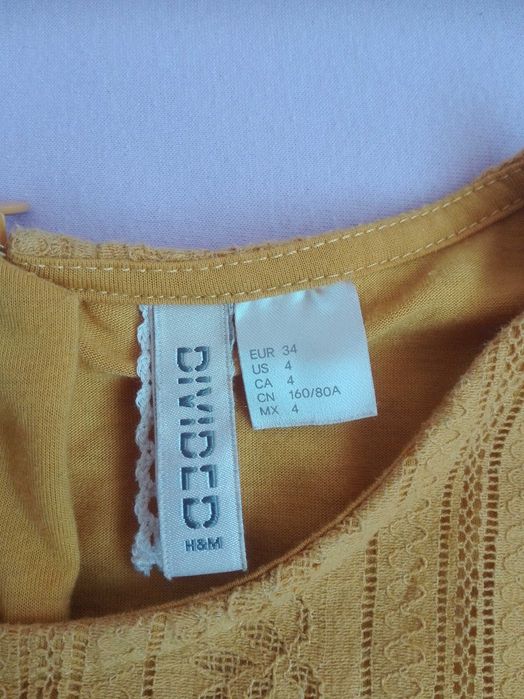 DIVIDED
H&M
EUR 34
US 4
CA 4
CN 160/80A
MX 4